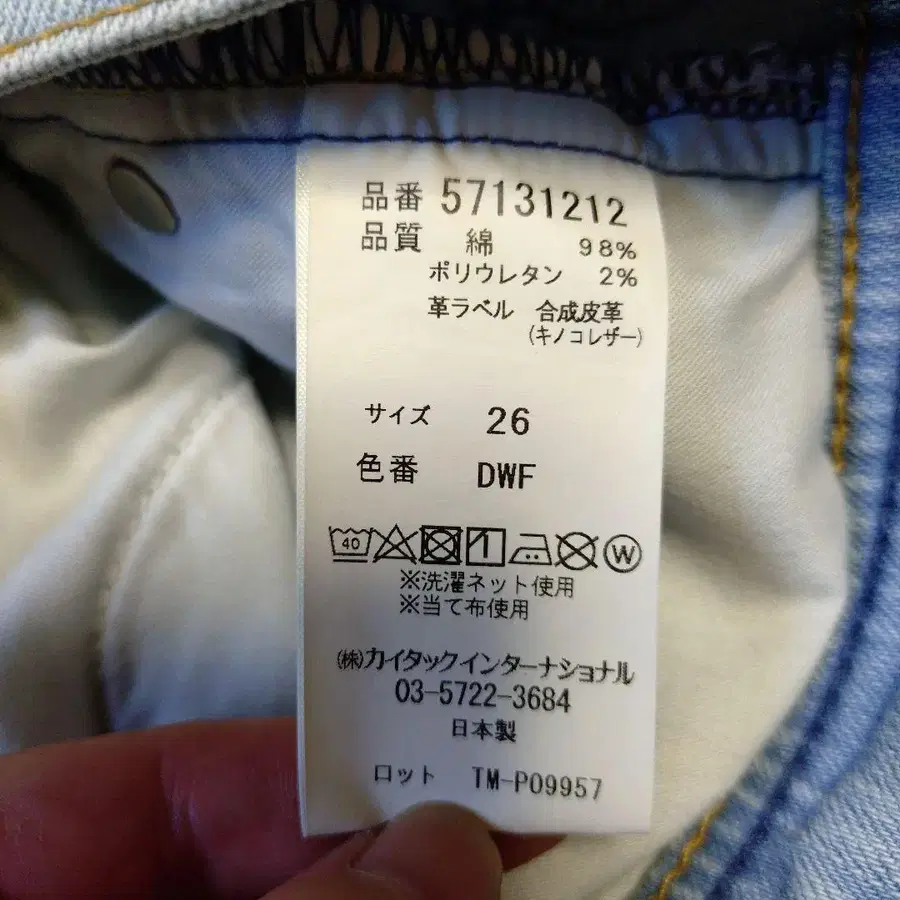 品番 57131212
品質 綿 98%
ポリウレタン 2%
革ラベル 合成皮革
(キノコレザー)
サイズ 26
色番 DWF
40 W
※洗濯ネット使用
※当て布使用
(株)カイタックインターナショナル
03-5722-3684
日本製
ロット TM-P09957